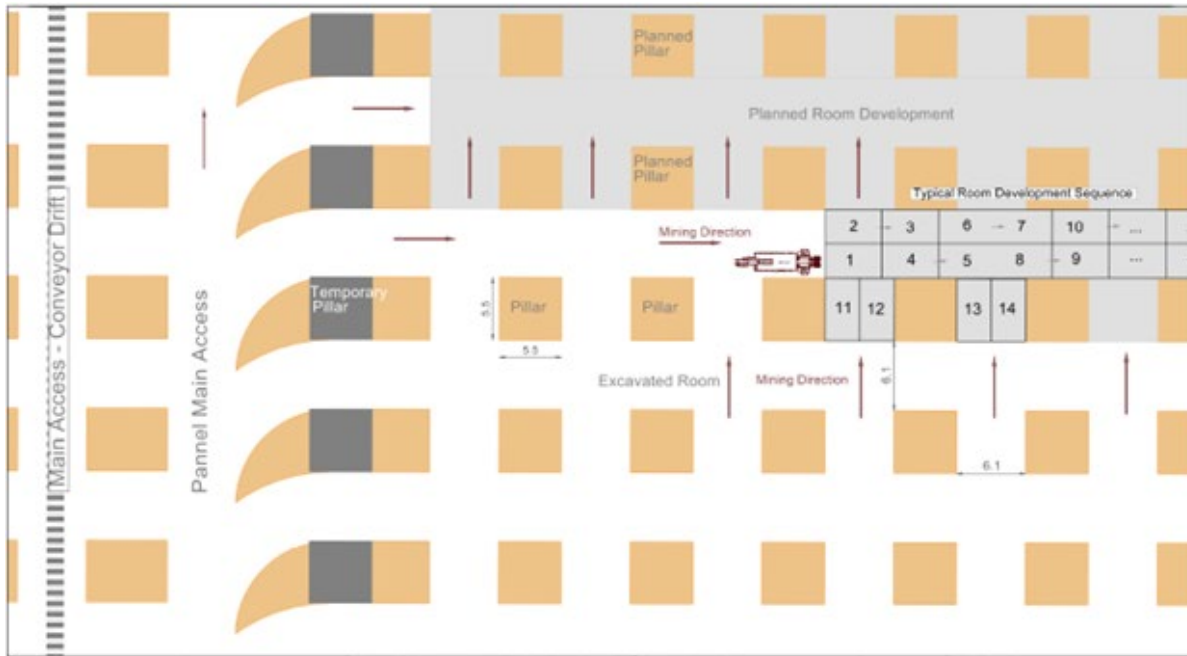 Planned
Pillar
Planned Room Development
Planned
Pillar
Typical Room Development Sequence
2 3 6 7 10 ...
Mining Direction
1 4 5 8 9 ...
Temporary
Pillar
5.5
Pillar
Pillar
11 12 13 14
5.5
Excavated Room
Mining Direction
6.1
6.1
Main Access - Conveyor Drift
Pannel Main Access